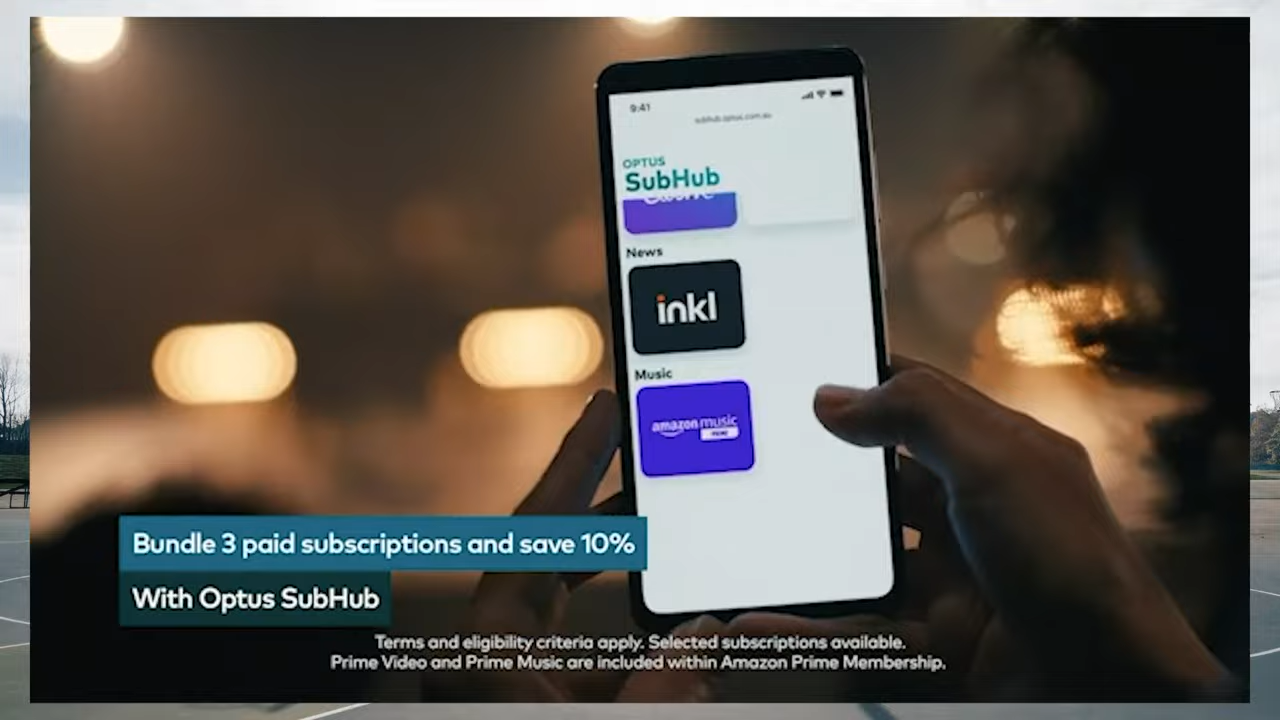 9:41
subhub.optus.com.au
OPTUS
SubHub
News
inkl
Music
amazon music
Bundle 3 paid subscriptions and save 10%
With Optus SubHub
Terms and eligibility criteria apply. Selected subscriptions available.
Prime Video and Prime Music are included within Amazon Prime Membership.